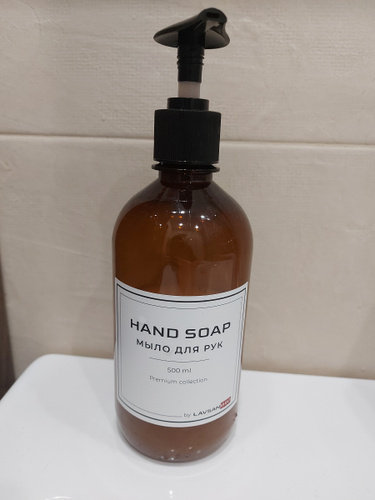 HAND SOAP
МЫЛО ДЛЯ РУК
500 ml
Premium collection
by LAVSAN